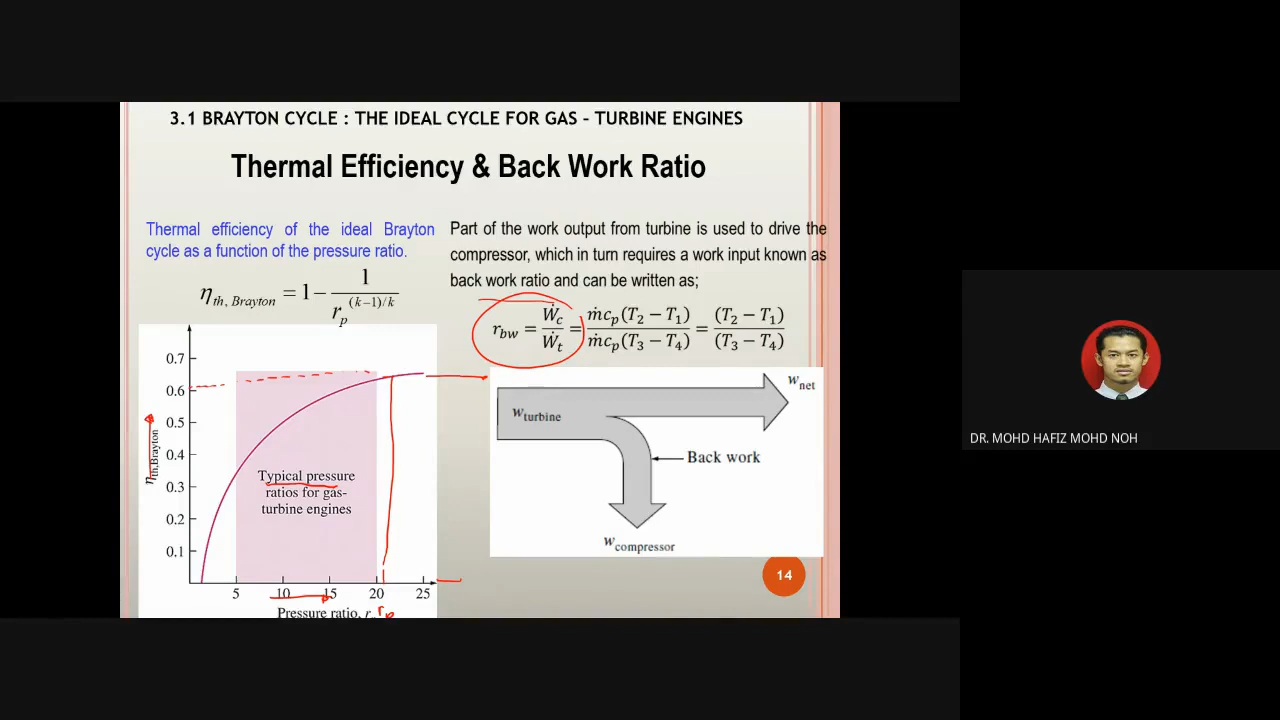 3.1 BRAYTON CYCLE : THE IDEAL CYCLE FOR GAS – TURBINE ENGINES
Thermal Efficiency & Back Work Ratio
Thermal efficiency of the ideal Brayton
cycle as a function of the pressure ratio.
η_th, Brayton = 1 − 1 / r_p^(k−1)/k
0.7
0.6
0.5
0.4
0.3
0.2
0.1
η_th,Brayton
Typical pressure
ratios for gas-
turbine engines
5 10 15 20 25
Pressure ratio, r
r_p
Part of the work output from turbine is used to drive the
compressor, which in turn requires a work input known as
back work ratio and can be written as;
r_bw = Ẇ_c / Ẇ_t = ṁc_p(T_2 − T_1) / ṁc_p(T_3 − T_4) = (T_2 − T_1) / (T_3 − T_4)
w_net
w_turbine
Back work
w_compressor
14
DR. MOHD HAFIZ MOHD NOH